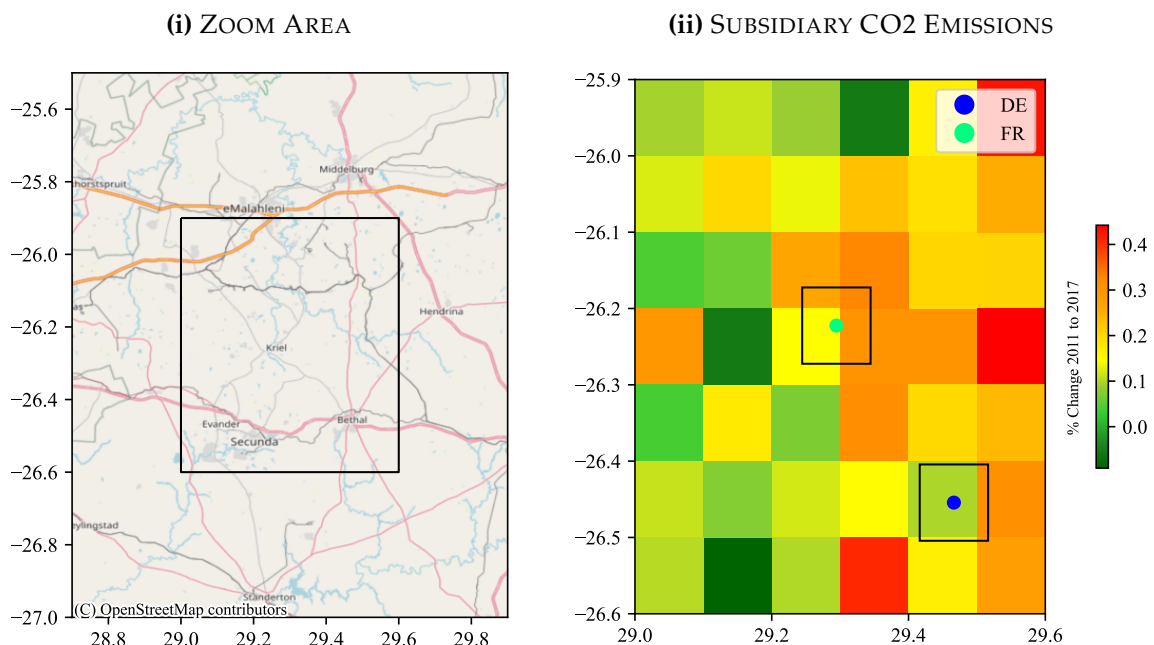 (i) ZOOM AREA
−25.6
−25.8
−26.0
−26.2
−26.4
−26.6
−26.8
−27.0
28.8
29.0
29.2
29.4
29.6
29.8
Middelburg
horstspruit
eMalahleni
Hendrina
Kriel
Evander
Bethal
Secunda
eylingstad
Standerton
(C) OpenStreetMap contributors
(ii) SUBSIDIARY CO2 EMISSIONS
−25.9
−26.0
−26.1
−26.2
−26.3
−26.4
−26.5
−26.6
29.0
29.2
29.4
29.6
DE
FR
% Change 2011 to 2017
0.4
0.3
0.2
0.1
0.0